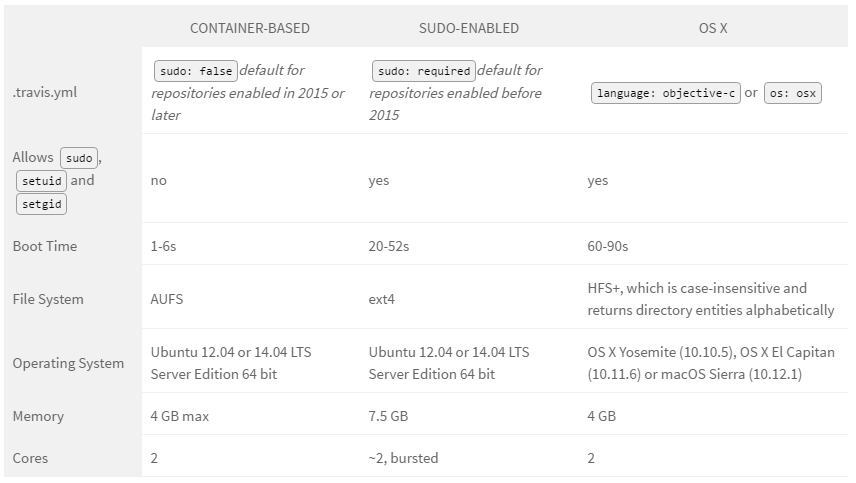 CONTAINER-BASED SUDO-ENABLED OS X
.travis.yml
sudo: false default for
repositories enabled in 2015 or
later
sudo: required default for
repositories enabled before
2015
language: objective-c or os: osx
Allows sudo,
setuid and
setgid
no
yes
yes
Boot Time
1-6s
20-52s
60-90s
File System
AUFS
ext4
HFS+, which is case-insensitive and
returns directory entities alphabetically
Operating System
Ubuntu 12.04 or 14.04 LTS
Server Edition 64 bit
Ubuntu 12.04 or 14.04 LTS
Server Edition 64 bit
OS X Yosemite (10.10.5), OS X El Capitan
(10.11.6) or macOS Sierra (10.12.1)
Memory
4 GB max
7.5 GB
4 GB
Cores
2
~2, bursted
2